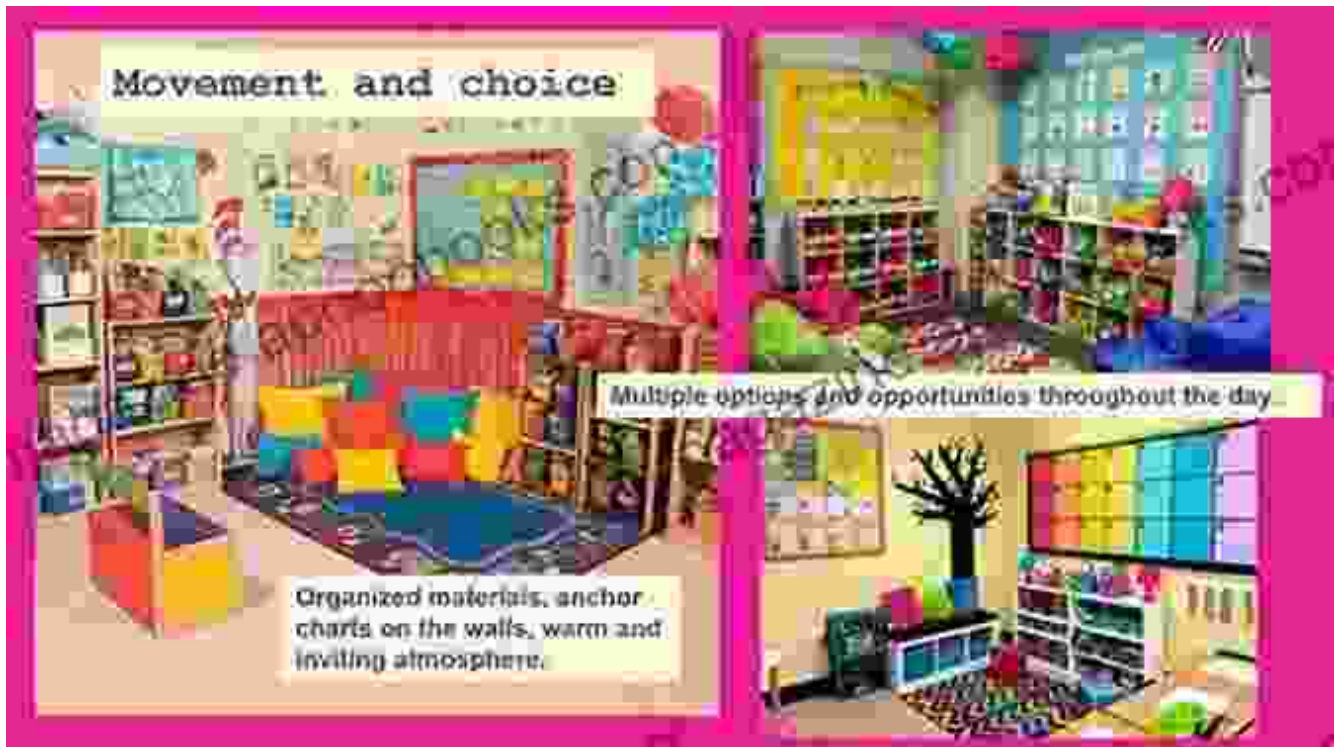 Movement and choice
Multiple options and opportunities throughout the day.
Organized materials, anchor
charts on the walls, warm and
inviting atmosphere.